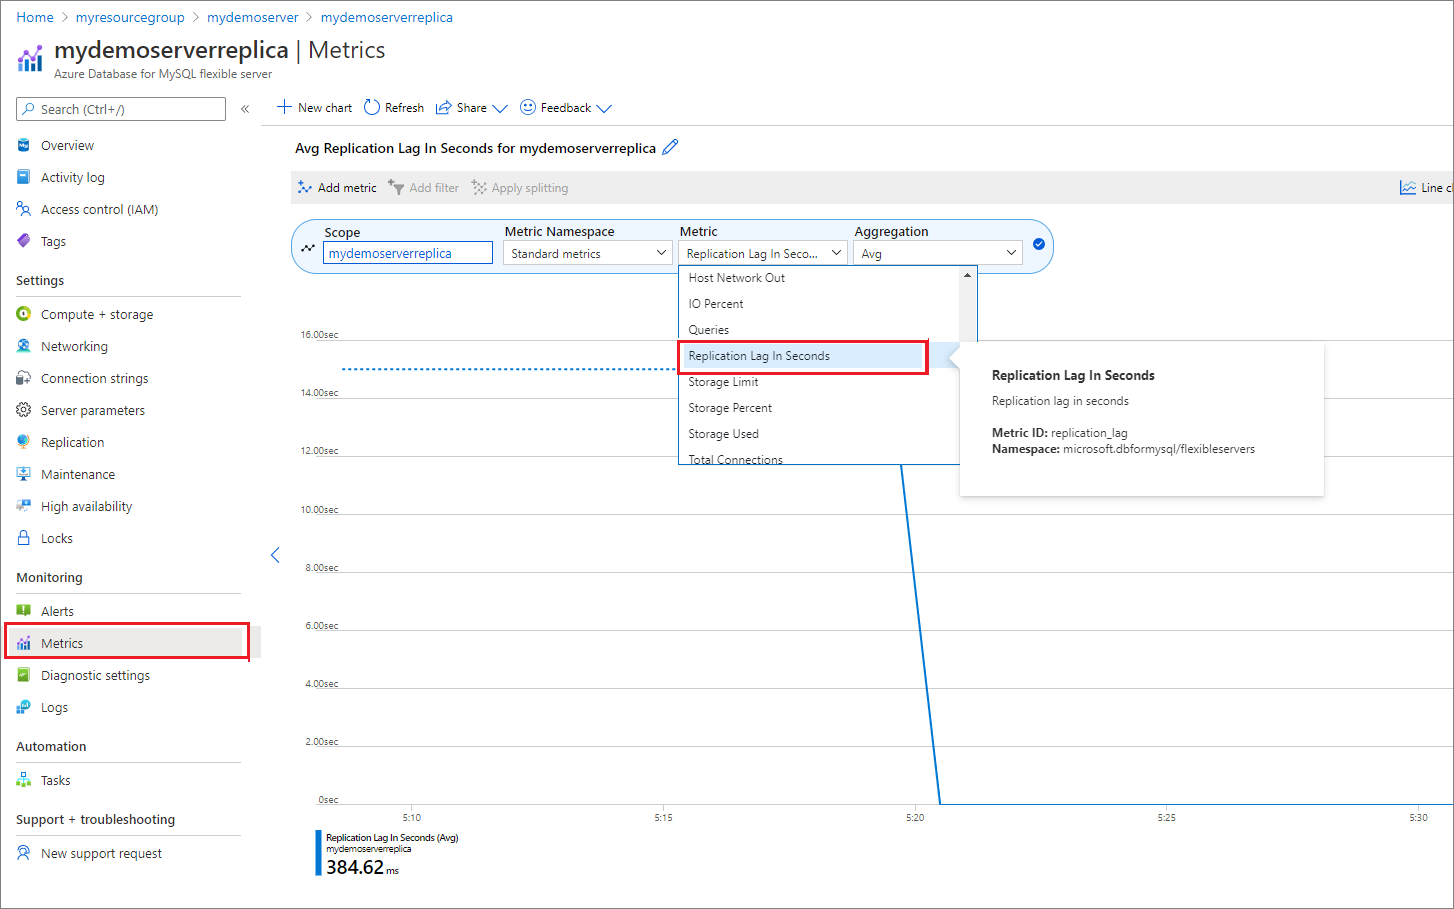 Home > myresourcegroup > mydemoserver > mydemoserverreplica
mydemoserverreplica | Metrics
Azure Database for MySQL flexible server
Search (Ctrl+/)
«
New chart
Refresh
Share
Feedback
Overview
Activity log
Access control (IAM)
Tags
Settings
Compute + storage
Networking
Connection strings
Server parameters
Replication
Maintenance
High availability
Locks
Monitoring
Alerts
Metrics
Diagnostic settings
Logs
Automation
Tasks
Support + troubleshooting
New support request
Avg Replication Lag In Seconds for mydemoserverreplica
Add metric
Add filter
Apply splitting
Line c
Scope
mydemoserverreplica
Metric Namespace
Standard metrics
Metric
Replication Lag In Seco...
Aggregation
Avg
Host Network Out
IO Percent
Queries
Replication Lag In Seconds
Storage Limit
Storage Percent
Storage Used
Total Connections
Replication Lag In Seconds
Replication lag in seconds
Metric ID: replication_lag
Namespace: microsoft.dbformysql/flexibleservers
16.00sec
14.00sec
12.00sec
10.00sec
8.00sec
6.00sec
4.00sec
2.00sec
0sec
5:10
5:15
5:20
5:25
5:30
Replication Lag In Seconds (Avg)
mydemoserverreplica
384.62 ms